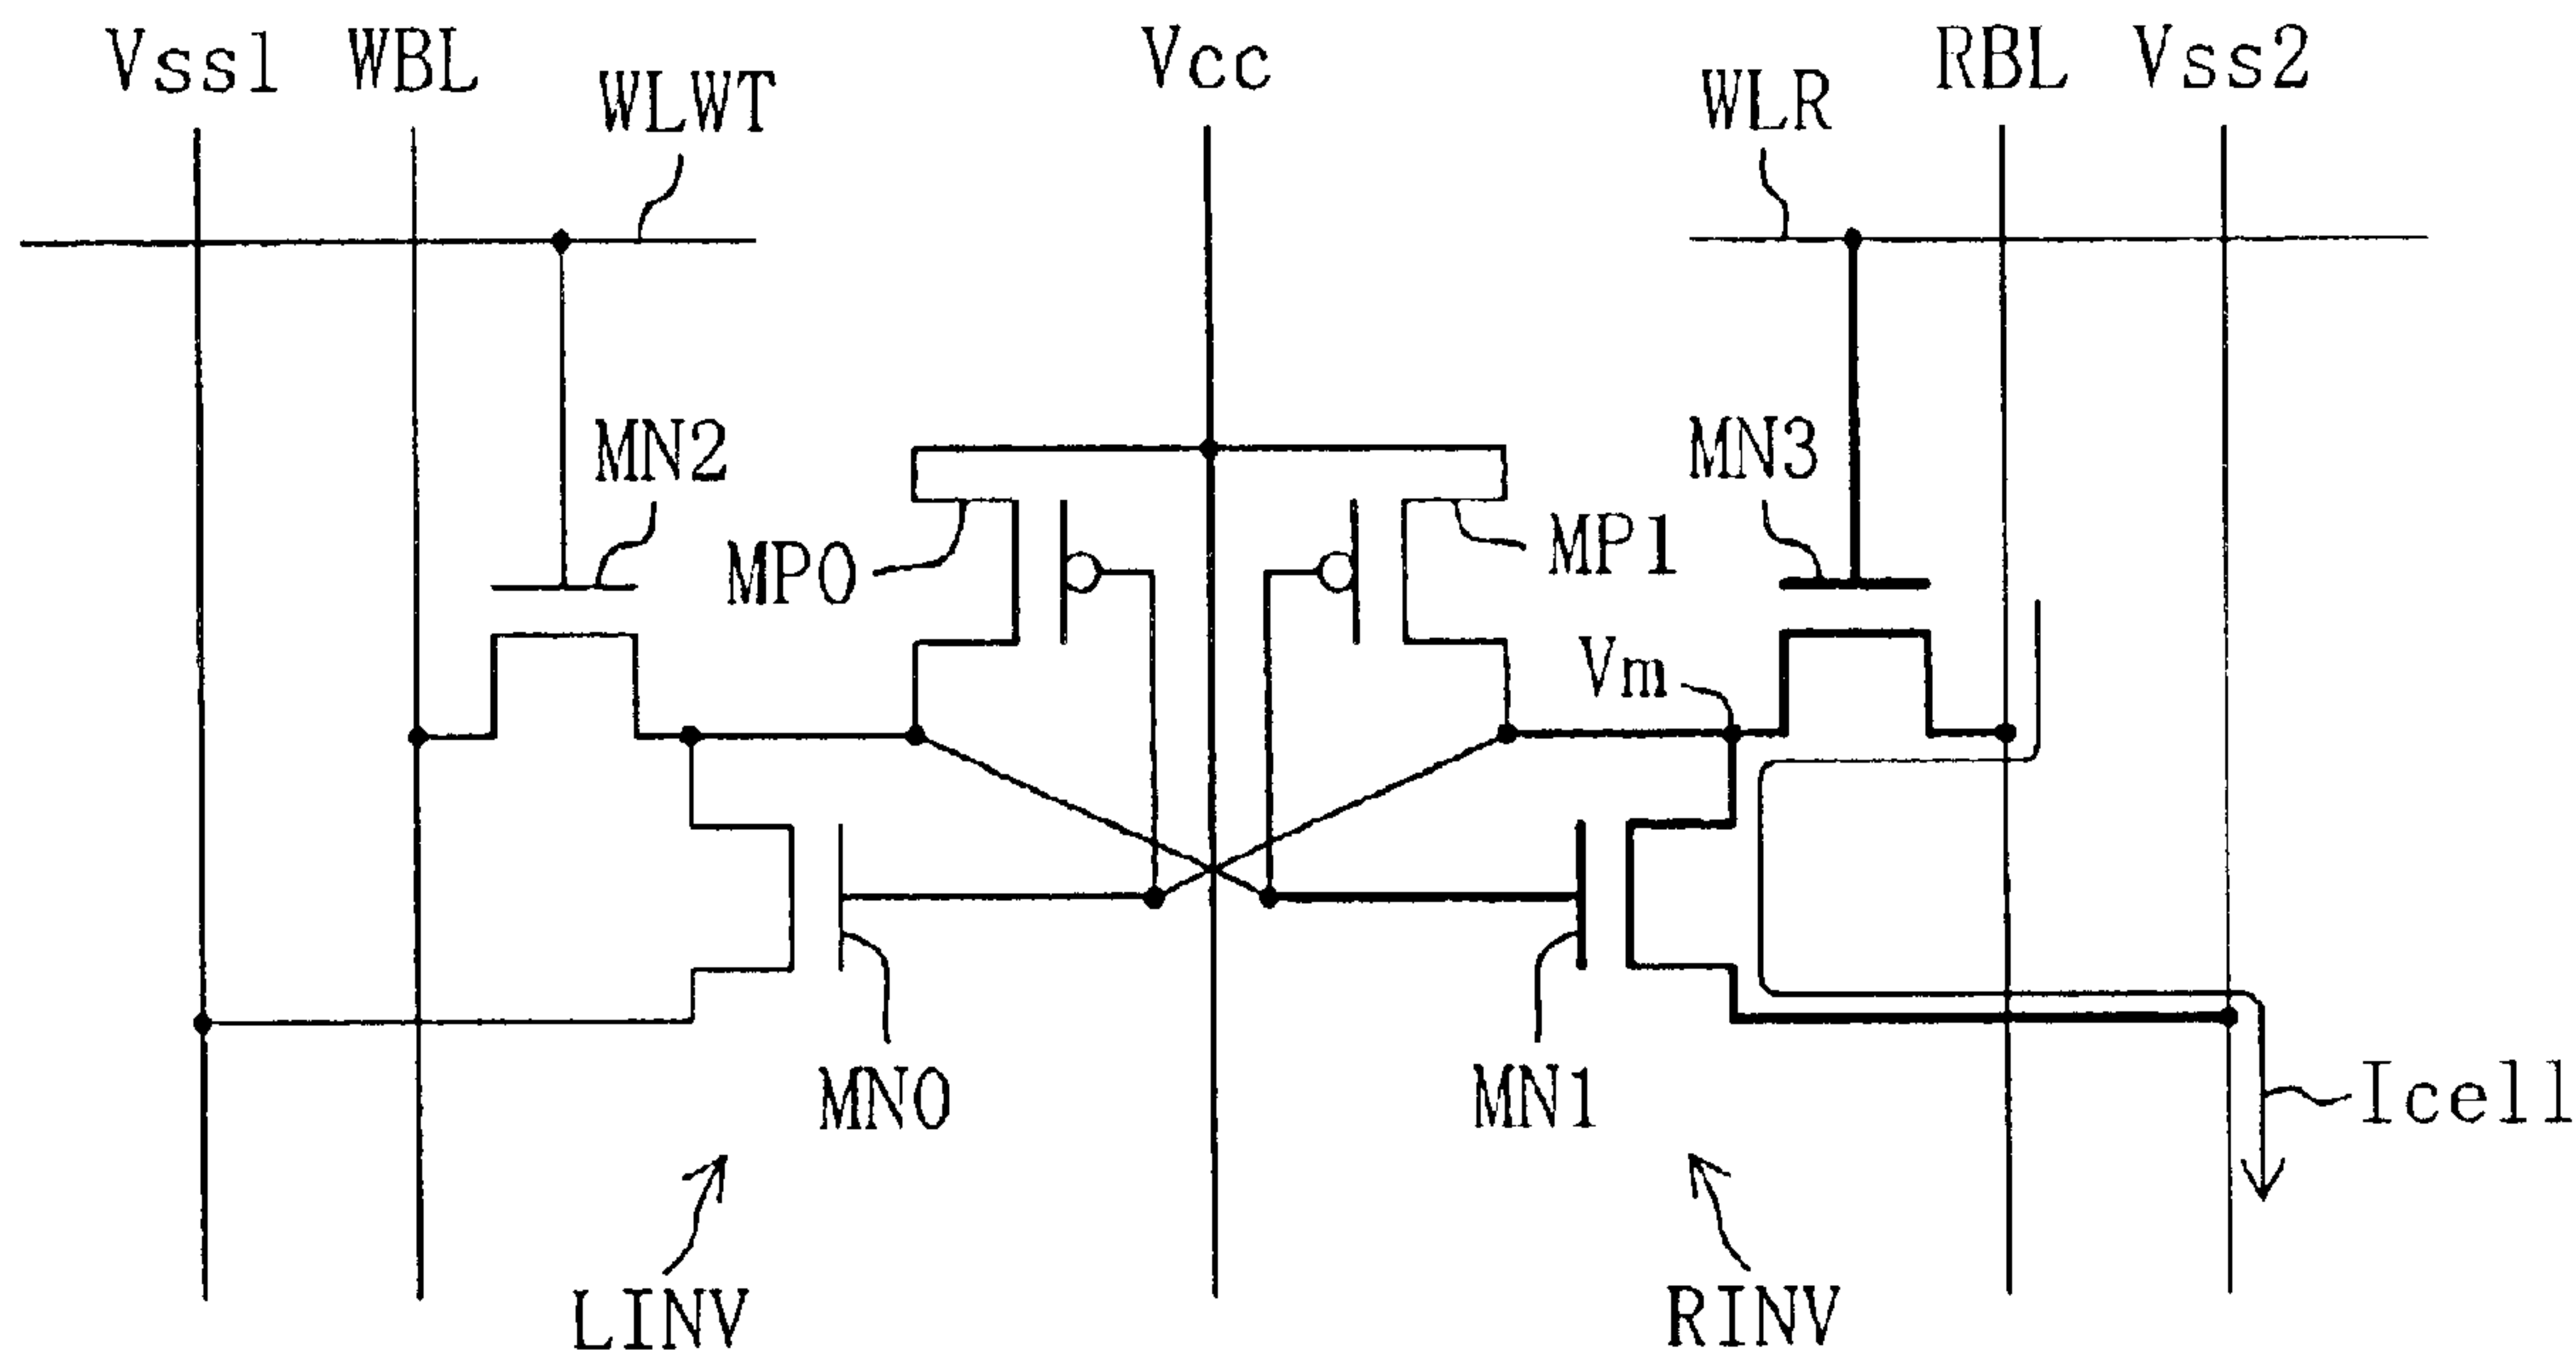 Vss1 WBL WLWT Vcc WLR RBL Vss2
MN2 MP0 MP1 MN3
Vm
MN0 MN1 Icell
LINV RINV